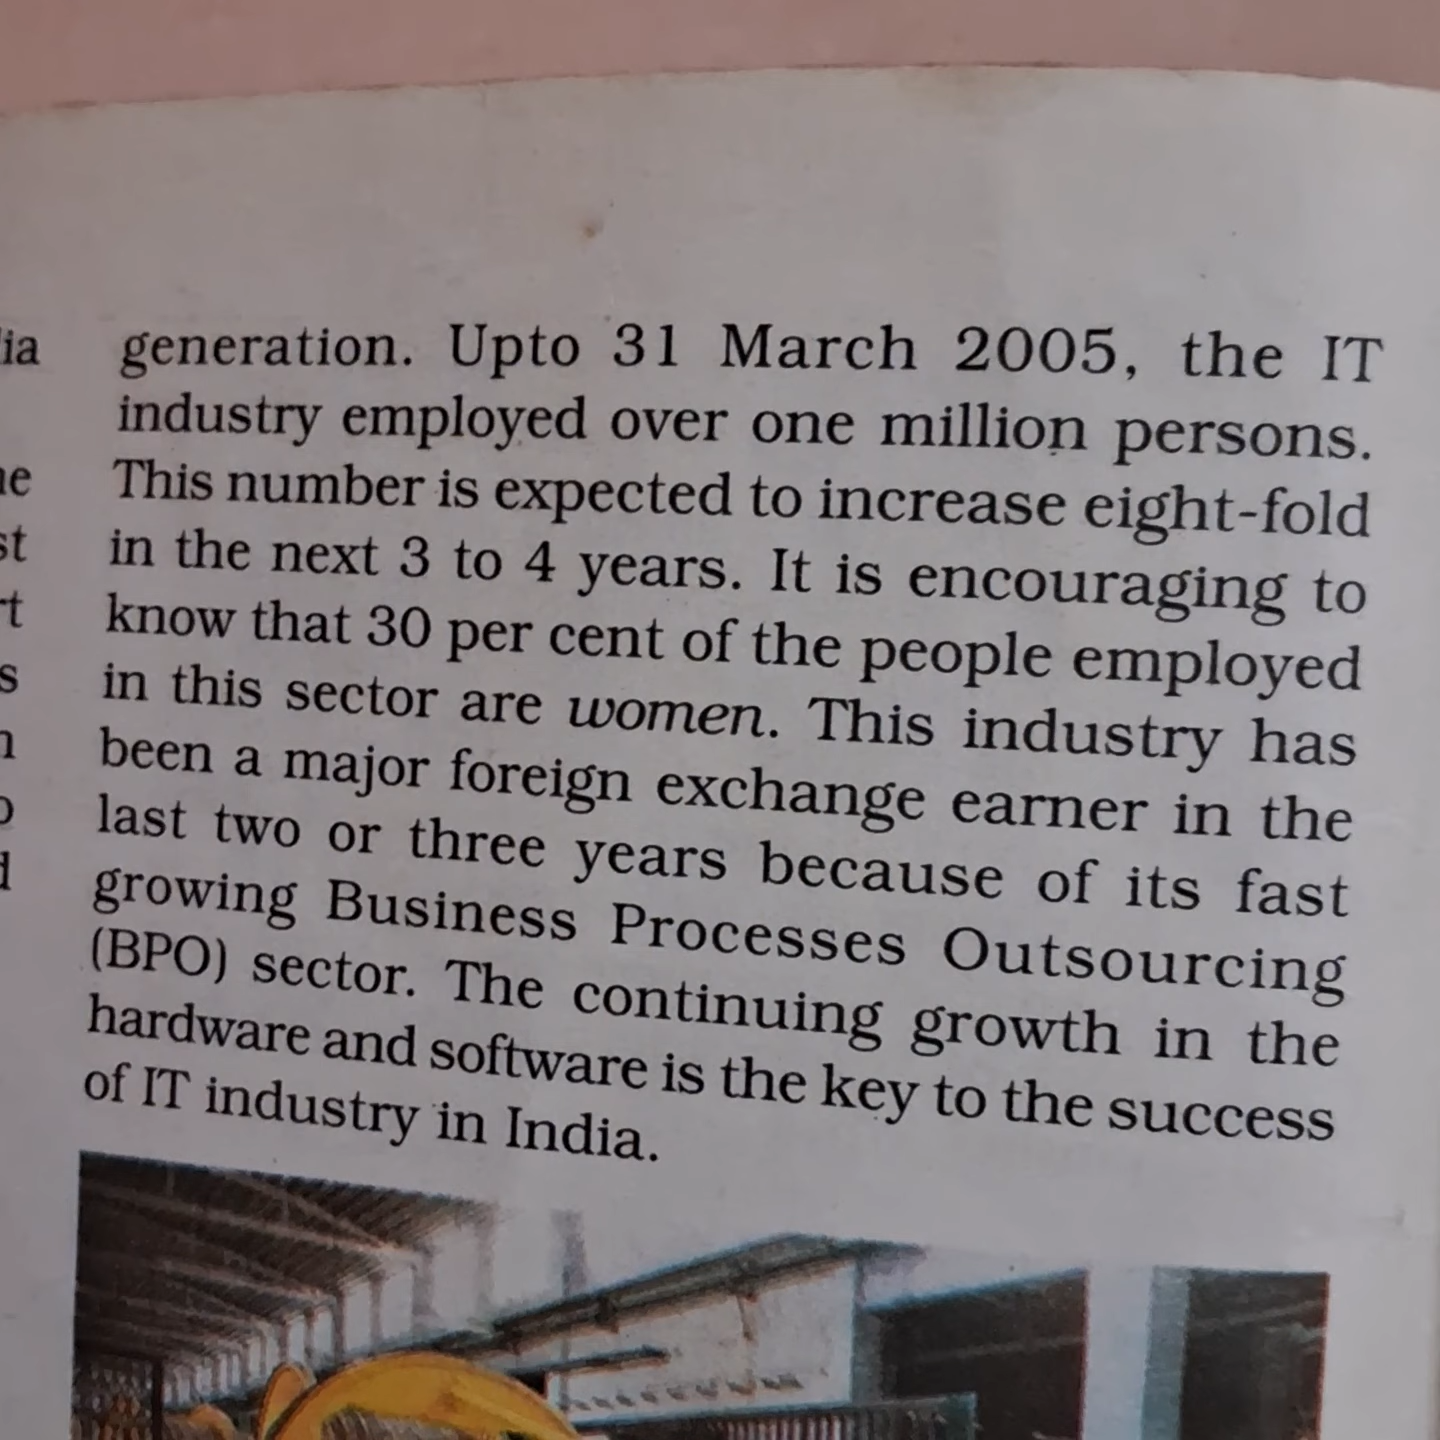 generation. Upto 31 March 2005, the IT
industry employed over one million persons.
This number is expected to increase eight-fold
in the next 3 to 4 years. It is encouraging to
know that 30 per cent of the people employed
in this sector are women. This industry has
been a major foreign exchange earner in the
last two or three years because of its fast
growing Business Processes Outsourcing
(BPO) sector. The continuing growth in the
hardware and software is the key to the success
of IT industry in India.